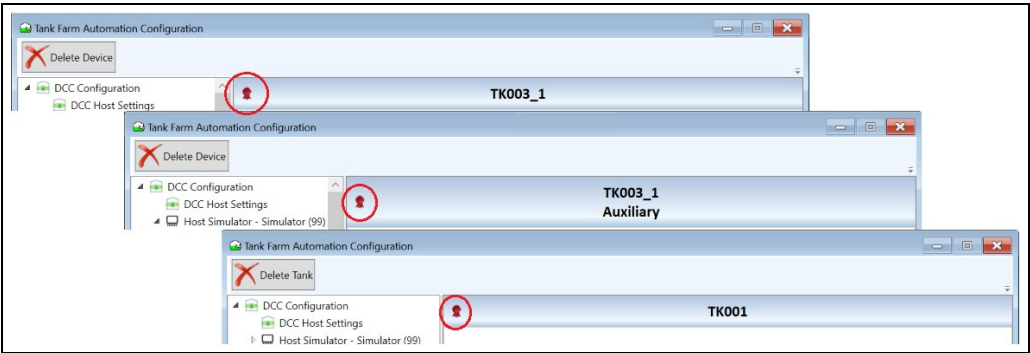 Tank Farm Automation Configuration
Delete Device
DCC Configuration
DCC Host Settings
TK003_1
Tank Farm Automation Configuration
Delete Device
DCC Configuration
DCC Host Settings
Host Simulator - Simulator (99)
TK003_1
Auxiliary
Tank Farm Automation Configuration
Delete Tank
DCC Configuration
DCC Host Settings
Host Simulator - Simulator (99)
TK001